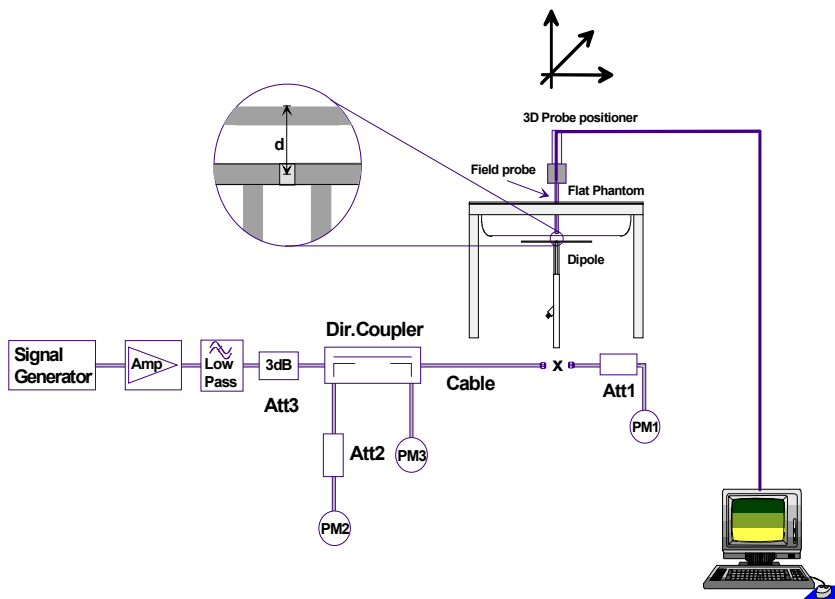 3D Probe positioner
d
Field probe
Flat Phantom
Dipole
Dir.Coupler
Signal
Generator
Amp
Low
Pass
3dB
Att3
Cable
x
Att1
PM1
Att2
PM3
PM2